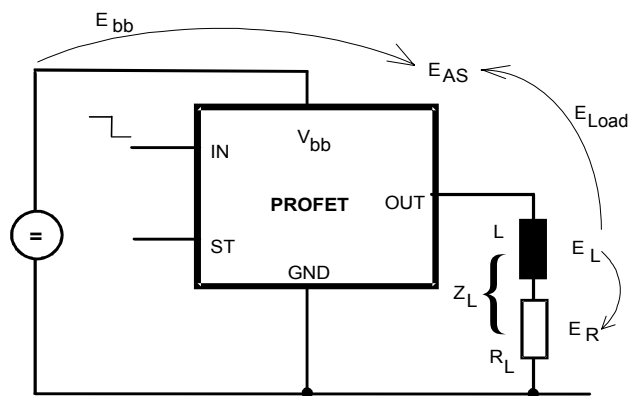 E bb
E AS
E Load
V bb
IN
PROFET
OUT
ST
GND
L
E L
Z L
{
E R
R L
=